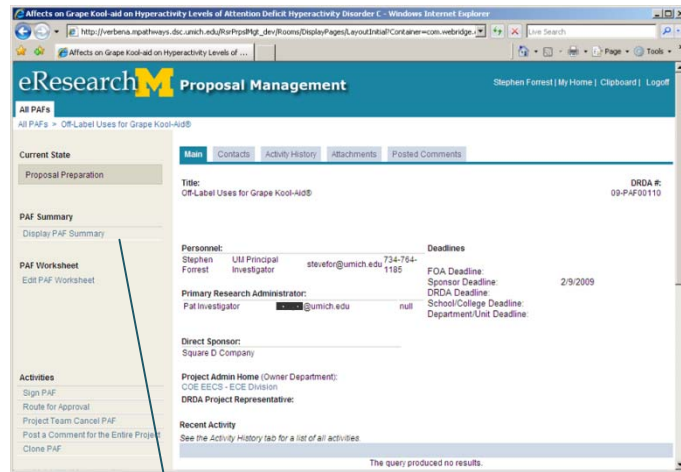 Affects on Grape Kool-aid on Hyperactivity Levels of Attention Deficit Hyperactivity Disorder C - Windows Internet Explorer
http://verbena.mpathways.dsc.umich.edu/RsrPrpslMgt_dev/Rooms/DisplayPages/LayoutInitial?Container=com.webridge.
Live Search
Affects on Grape Kool-aid on Hyperactivity Levels of ...
Page Tools
eResearch M Proposal Management
Stephen Forrest | My Home | Clipboard | Logoff
All PAFs
All PAFs > Off-Label Uses for Grape Kool-Aid®
Current State
Proposal Preparation
PAF Summary
Display PAF Summary
PAF Worksheet
Edit PAF Worksheet
Activities
Sign PAF
Route for Approval
Project Team Cancel PAF
Post a Comment for the Entire Project
Clone PAF
Main Contacts Activity History Attachments Posted Comments
Title:
Off-Label Uses for Grape Kool-Aid®
DRDA #:
09-PAF00110
Personnel:
Stephen Forrest UM Principal Investigator stevefor@umich.edu 734-764-1185
Primary Research Administrator:
Pat Investigator @umich.edu null
Deadlines
FOA Deadline:
Sponsor Deadline: 2/9/2009
DRDA Deadline:
School/College Deadline:
Department/Unit Deadline:
Direct Sponsor:
Square D Company
Project Admin Home (Owner Department):
COE EECS - ECE Division
DRDA Project Representative:
Recent Activity
See the Activity History tab for a list of all activities.
The query produced no results.